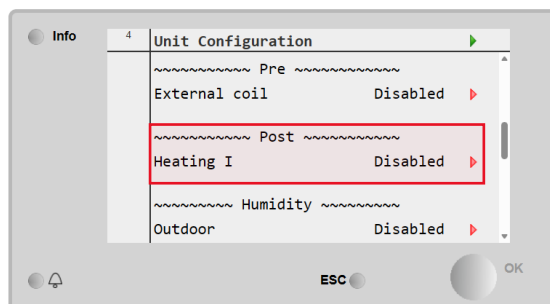 Info
4 Unit Configuration
~~~~~~~~~~~ Pre ~~~~~~~~~~~~
External coil Disabled
~~~~~~~~~~~ Post ~~~~~~~~~~~
Heating I Disabled
~~~~~~~~~ Humidity ~~~~~~~~~
Outdoor Disabled
ESC
OK